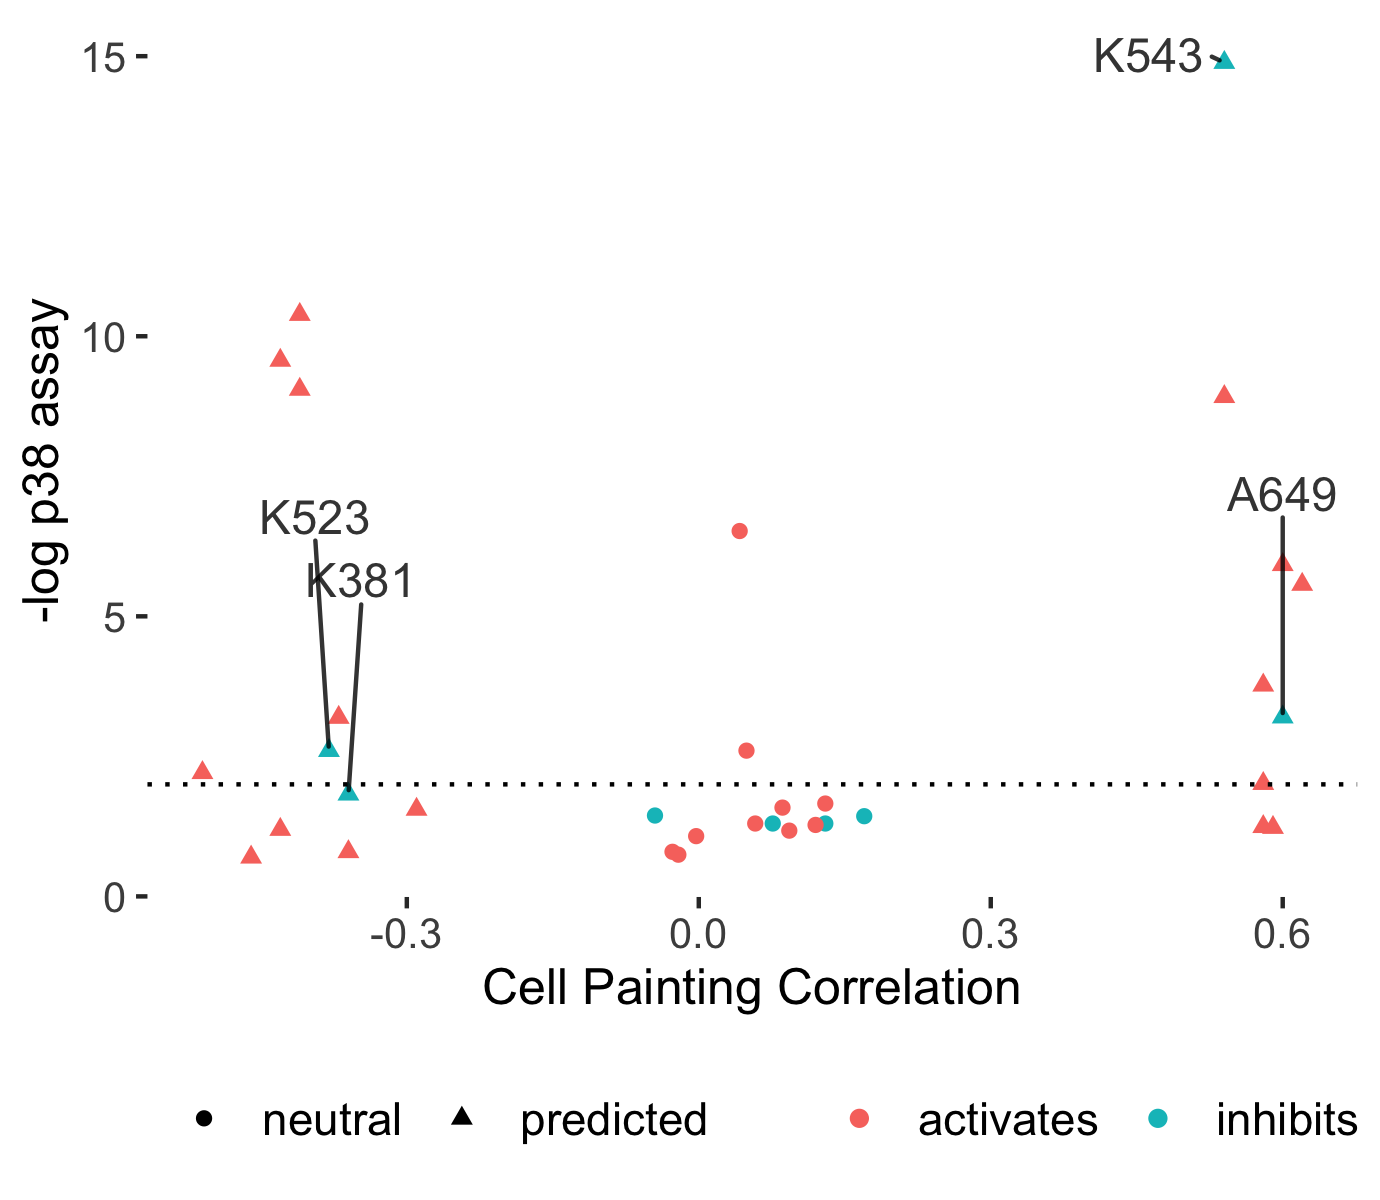 15
K543
10
-log p38 assay
K523
A649
K381
5
0
-0.3
0.0
0.3
0.6
Cell Painting Correlation
neutral
predicted
activates
inhibits